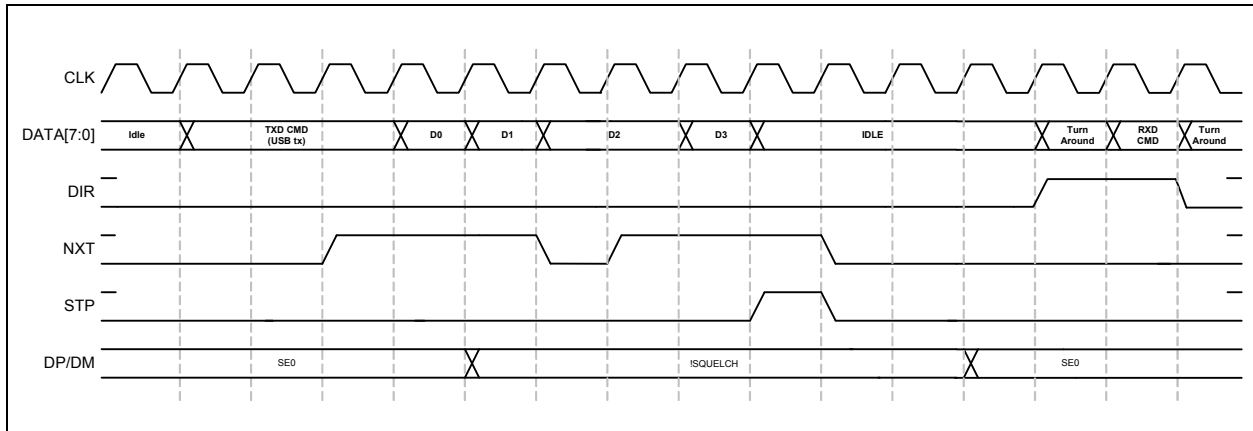 CLK
DATA[7:0] Idle TXD CMD (USB tx) D0 D1 D2 D3 IDLE Turn Around RXD CMD Turn Around
DIR
NXT
STP
DP/DM SE0 !SQUELCH SE0